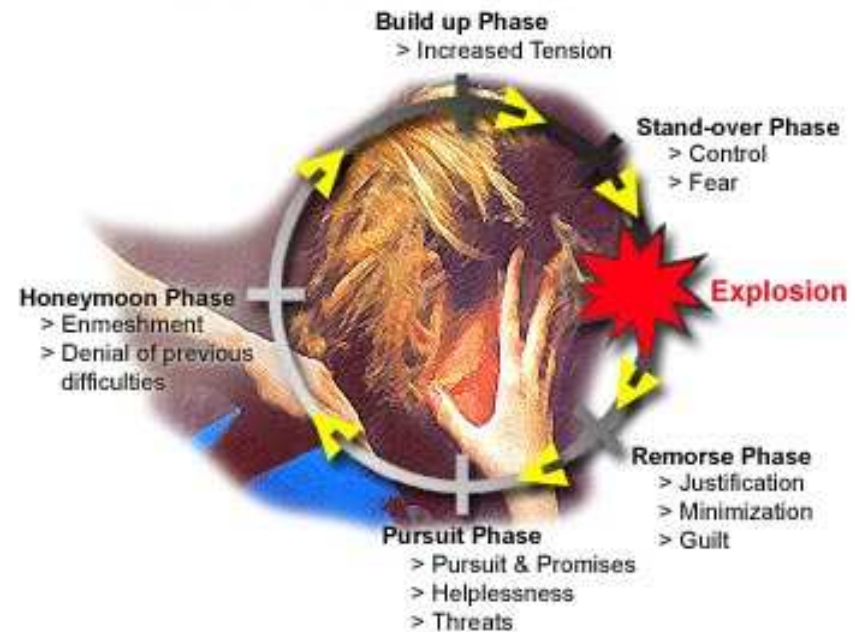 Build up Phase
> Increased Tension
Stand-over Phase
> Control
> Fear
Explosion
Remorse Phase
> Justification
> Minimization
> Guilt
Pursuit Phase
> Pursuit & Promises
> Helplessness
> Threats
Honeymoon Phase
> Enmeshment
> Denial of previous
difficulties